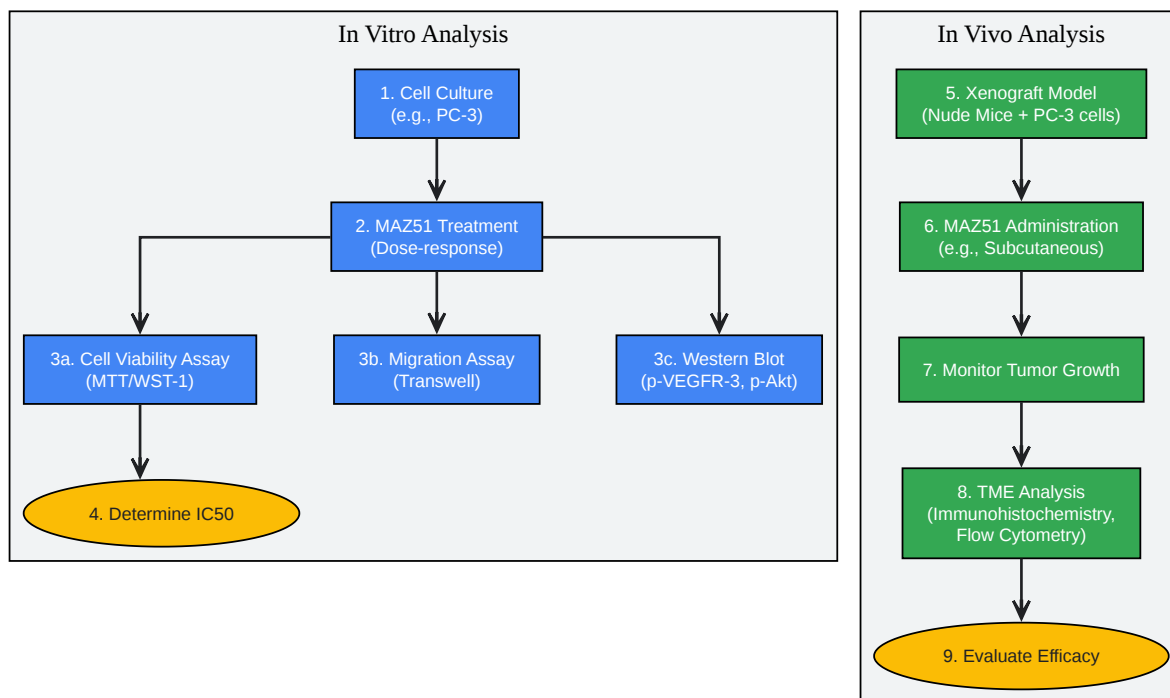 In Vitro Analysis
1. Cell Culture
(e.g., PC-3)
2. MAZ51 Treatment
(Dose-response)
3a. Cell Viability Assay
(MTT/WST-1)
3b. Migration Assay
(Transwell)
3c. Western Blot
(p-VEGFR-3, p-Akt)
4. Determine IC50
In Vivo Analysis
5. Xenograft Model
(Nude Mice + PC-3 cells)
6. MAZ51 Administration
(e.g., Subcutaneous)
7. Monitor Tumor Growth
8. TME Analysis
(Immunohistochemistry,
Flow Cytometry)
9. Evaluate Efficacy